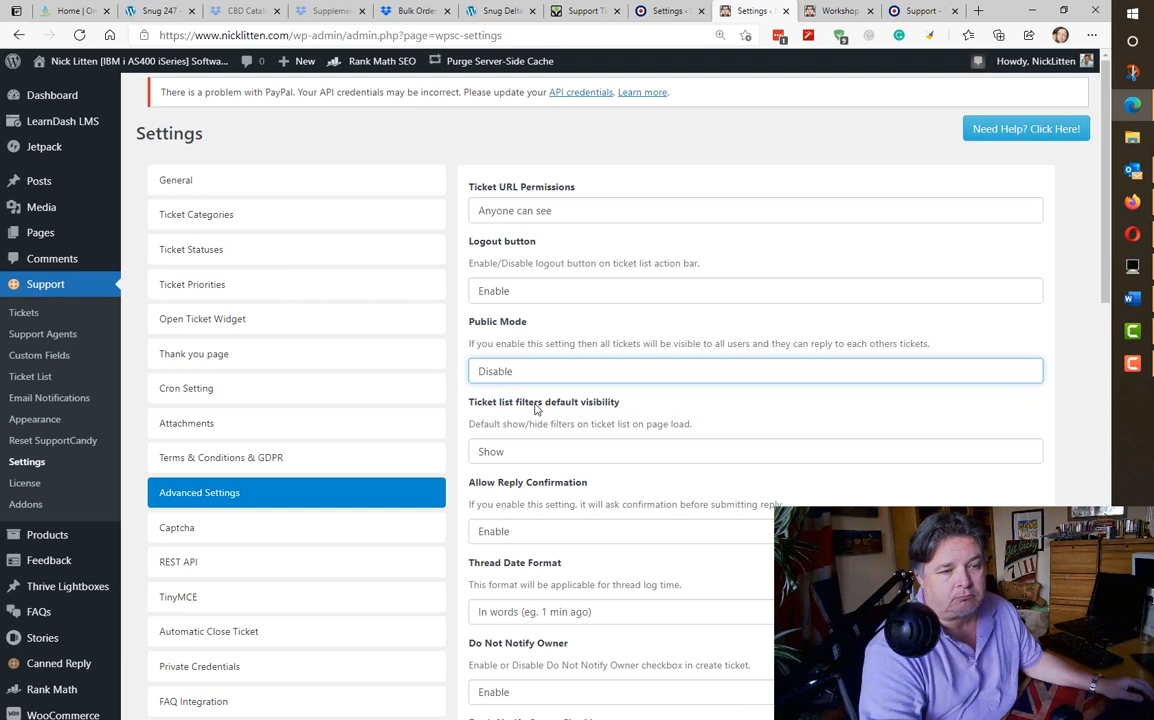 Home | On
Snug 247 -
CBD Catal
Supplemen
Bulk Order
Snug Delta
Support Ti
Settings ‹
Settings ‹
Workshop
Support -
https://www.nicklitten.com/wp-admin/admin.php?page=wpsc-settings
Nick Litten [IBM i AS400 iSeries] Softwa...
0
New
Rank Math SEO
Purge Server-Side Cache
Howdy, NickLitten
There is a problem with PayPal. Your API credentials may be incorrect. Please update your API credentials. Learn more.
Settings
Need Help? Click Here!
Dashboard
LearnDash LMS
Jetpack
Posts
Media
Pages
Comments
Support
Tickets
Support Agents
Custom Fields
Ticket List
Email Notifications
Appearance
Reset SupportCandy
Settings
License
Addons
Products
Feedback
Thrive Lightboxes
FAQs
Stories
Canned Reply
Rank Math
WooCommerce
General
Ticket Categories
Ticket Statuses
Ticket Priorities
Open Ticket Widget
Thank you page
Cron Setting
Attachments
Terms & Conditions & GDPR
Advanced Settings
Captcha
REST API
TinyMCE
Automatic Close Ticket
Private Credentials
FAQ Integration
Ticket URL Permissions
Anyone can see
Logout button
Enable/Disable logout button on ticket list action bar.
Enable
Public Mode
If you enable this setting then all tickets will be visible to all users and they can reply to each others tickets.
Disable
Ticket list filters default visibility
Default show/hide filters on ticket list on page load.
Show
Allow Reply Confirmation
If you enable this setting, it will ask confirmation before submitting reply
Enable
Thread Date Format
This format will be applicable for thread log time.
In words (eg. 1 min ago)
Do Not Notify Owner
Enable or Disable Do Not Notify Owner checkbox in create ticket.
Enable